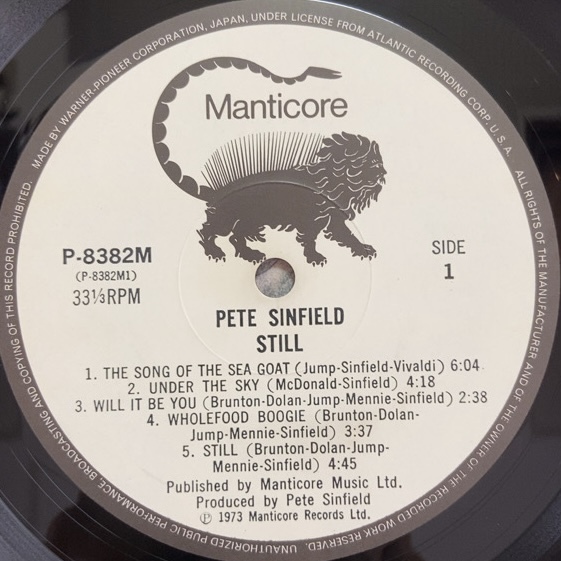 MADE BY WARNER-PIONEER CORPORATION, JAPAN, UNDER LICENSE FROM ATLANTIC RECORDING CORP. U.S.A. ALL RIGHTS OF THE MANUFACTURER AND OF THE OWNER OF THE RECORDED WORK RESERVED. UNAUTHORIZED PUBLIC PERFORMANCE, BROADCASTING AND COPYING OF THIS RECORD PROHIBITED.
Manticore
P-8382M
(P-8382M1)
33⅓RPM
SIDE
1
PETE SINFIELD
STILL
1. THE SONG OF THE SEA GOAT (Jump-Sinfield-Vivaldi) 6:04
2. UNDER THE SKY (McDonald-Sinfield) 4:18
3. WILL IT BE YOU (Brunton-Dolan-Jump-Mennie-Sinfield) 2:38
4. WHOLEFOOD BOOGIE (Brunton-Dolan-
Jump-Mennie-Sinfield) 3:37
5. STILL (Brunton-Dolan-Jump-
Mennie-Sinfield) 4:45
Published by Manticore Music Ltd.
Produced by Pete Sinfield
℗ 1973 Manticore Records Ltd.